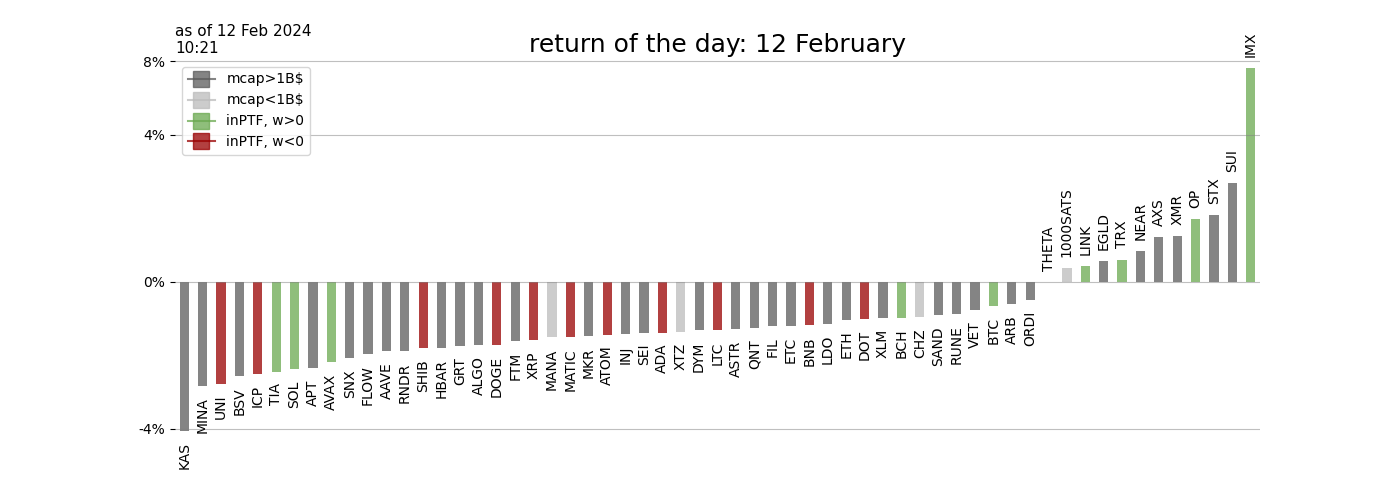 as of 12 Feb 2024
10:21
return of the day: 12 February
8%
4%
0%
-4%
mcap>1B$
mcap<1B$
inPTF, w>0
inPTF, w<0
KAS
MINA
UNI
BSV
ICP
TIA
SOL
APT
AVAX
SNX
FLOW
AAVE
RNDR
SHIB
HBAR
GRT
ALGO
DOGE
FTM
XRP
MANA
MATIC
MKR
ATOM
INJ
SEI
ADA
XTZ
DYM
LTC
ASTR
QNT
FIL
ETC
BNB
LDO
ETH
DOT
XLM
BCH
CHZ
SAND
RUNE
VET
BTC
ARB
ORDI
THETA
1000SATS
LINK
EGLD
TRX
NEAR
AXS
XMR
OP
STX
SUI
IMX